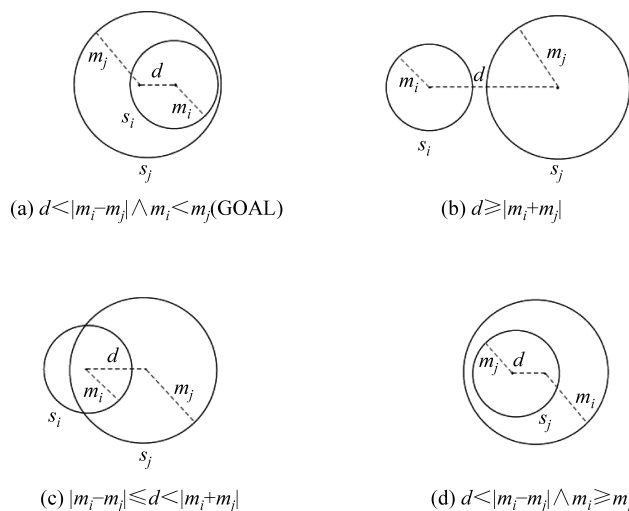 m_j
d
m_i
s_i
s_j
(a) d<|m_i−m_j|∧m_i<m_j(GOAL)
m_i
d
m_j
s_i
s_j
(b) d≥|m_i+m_j|
d
m_i
m_j
s_i
s_j
(c) |m_i−m_j|≤d<|m_i+m_j|
m_j
d
m_i
s_j
(d) d<|m_i−m_j|∧m_i≥m